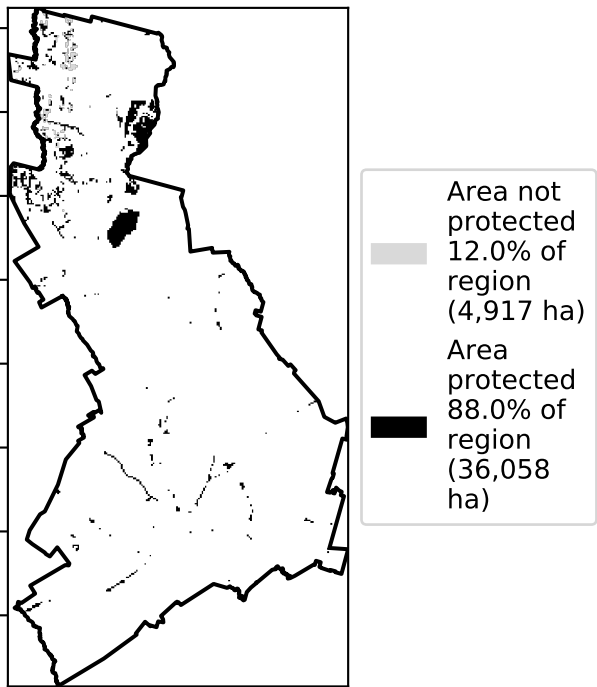 Area not
protected
12.0% of
region
(4,917 ha)
Area
protected
88.0% of
region
(36,058
ha)